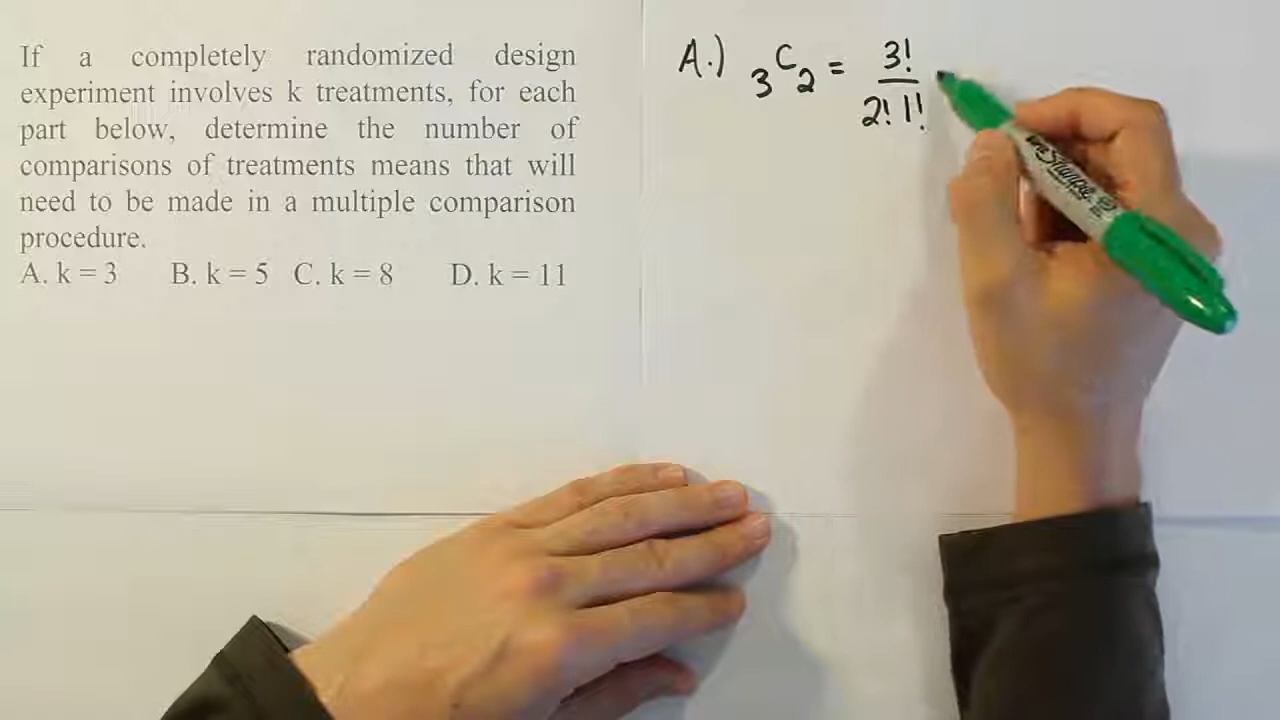 If a completely randomized design
experiment involves k treatments, for each
part below, determine the number of
comparisons of treatments means that will
need to be made in a multiple comparison
procedure.
A. k = 3 B. k = 5 C. k = 8 D. k = 11
A.) ₃C₂ = 3!
2! 1!
Sharpie